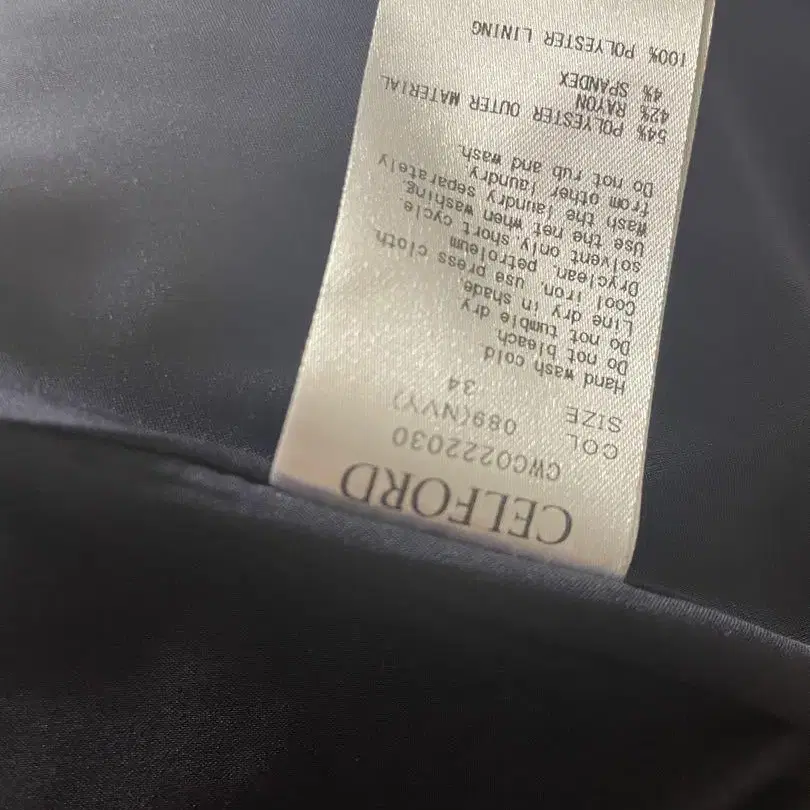 CELFORD
CWCO222030
COL 089(NVY)
SIZE 34
Hand wash cold.
Do not bleach.
Do not tumble dry
Line dry in shade.
Cool iron, use press cloth.
Dryclean, petroleum
solvent only short cycle.
Use the net when washing.
Wash the laundry separately
from other laundry.
Do not rub and wash.
54% POLYESTER OUTER MATERIAL
42% RAYON
4% SPANDEX
100% POLYESTER LINING